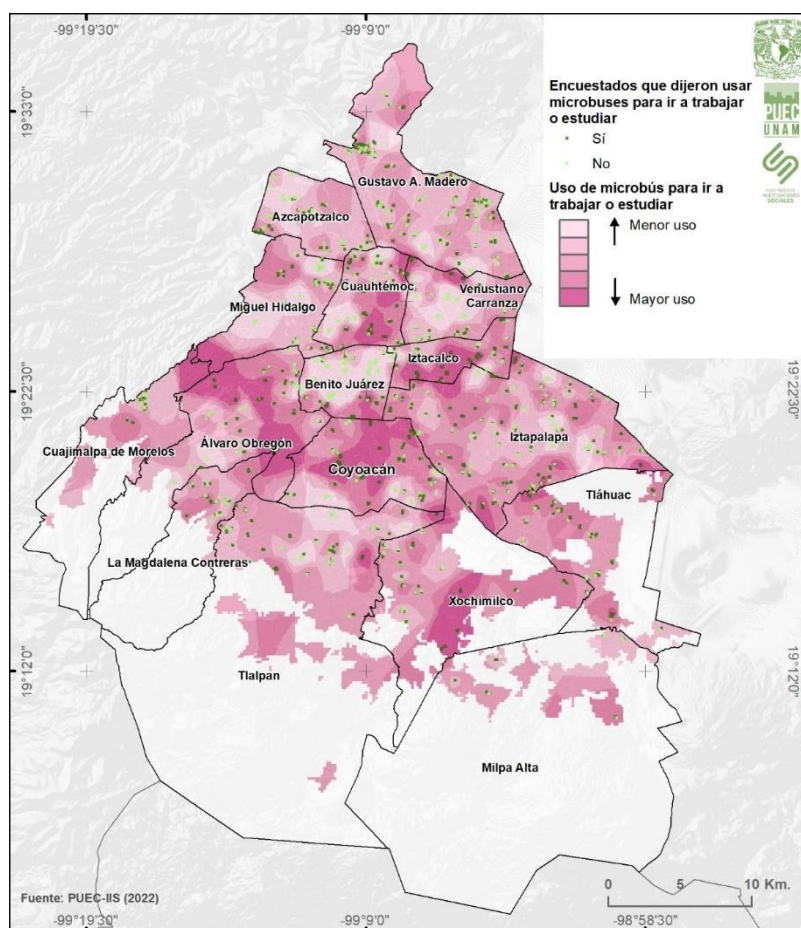 -99°19'30"
-99°9'0"
19°33'0"
Encuestados que dijeron usar
microbuses para ir a trabajar
o estudiar
Sí
No
Uso de microbús para ir a
trabajar o estudiar
Menor uso
Mayor uso
PUEC
UNAM
SOCIALES
Gustavo A. Madero
Azcapotzalco
Cuauhtémoc
Venustiano
Carranza
Miguel Hidalgo
Iztacalco
19°22'30"
Benito Juárez
19°22'30"
Cuajimalpa de Morelos
Álvaro Obregón
Iztapalapa
Coyoacán
Tláhuac
La Magdalena Contreras
Xochimilco
19°12'0"
Tlalpan
19°12'0"
Milpa Alta
Fuente: PUEC-IIS (2022)
0 5 10 Km.
-99°19'30"
-99°9'0"
-98°58'30"